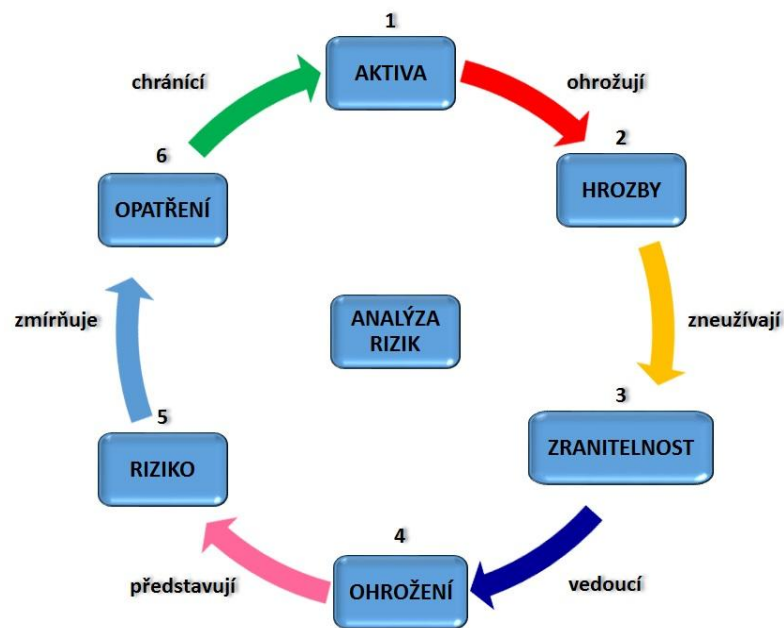 1
AKTIVA
ohrožují
2
HROZBY
zneužívají
3
ZRANITELNOST
vedoucí
4
OHROŽENÍ
představují
5
RIZIKO
zmírňuje
6
OPATŘENÍ
chránící
ANALÝZA
RIZIK